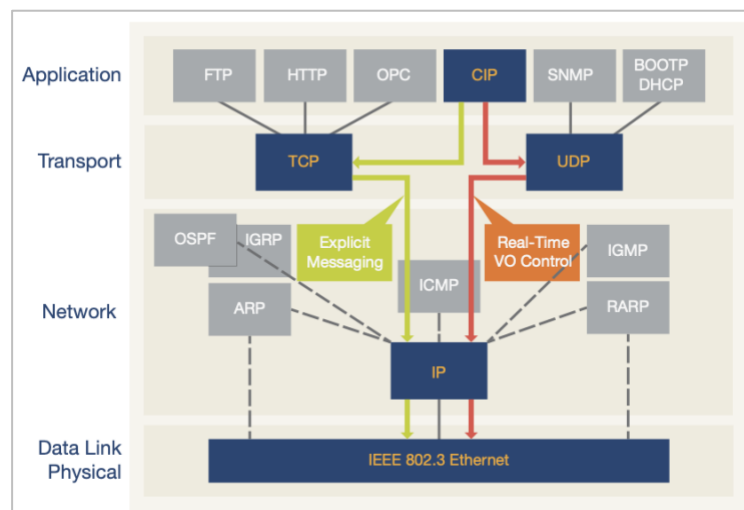 Application
FTP
HTTP
OPC
CIP
SNMP
BOOTP
DHCP
Transport
TCP
UDP
Network
OSPF
IGRP
Explicit
Messaging
Real-Time
VO Control
IGMP
ARP
ICMP
RARP
IP
Data Link
Physical
IEEE 802.3 Ethernet